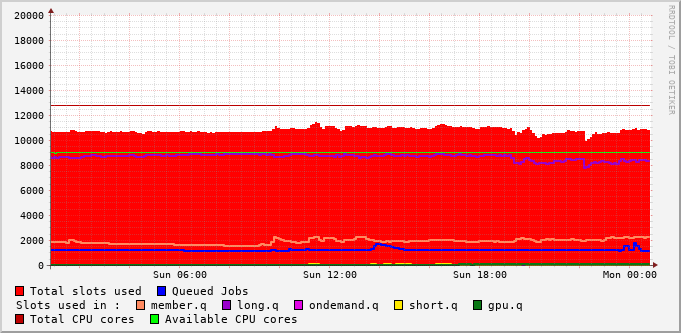 RRDTOOL / TOBI OETIKER
20000
18000
16000
14000
12000
10000
8000
6000
4000
2000
0
Sun 06:00 Sun 12:00 Sun 18:00 Mon 00:00
Total slots used Queued Jobs
Slots used in : member.q long.q ondemand.q short.q gpu.q
Total CPU cores Available CPU cores